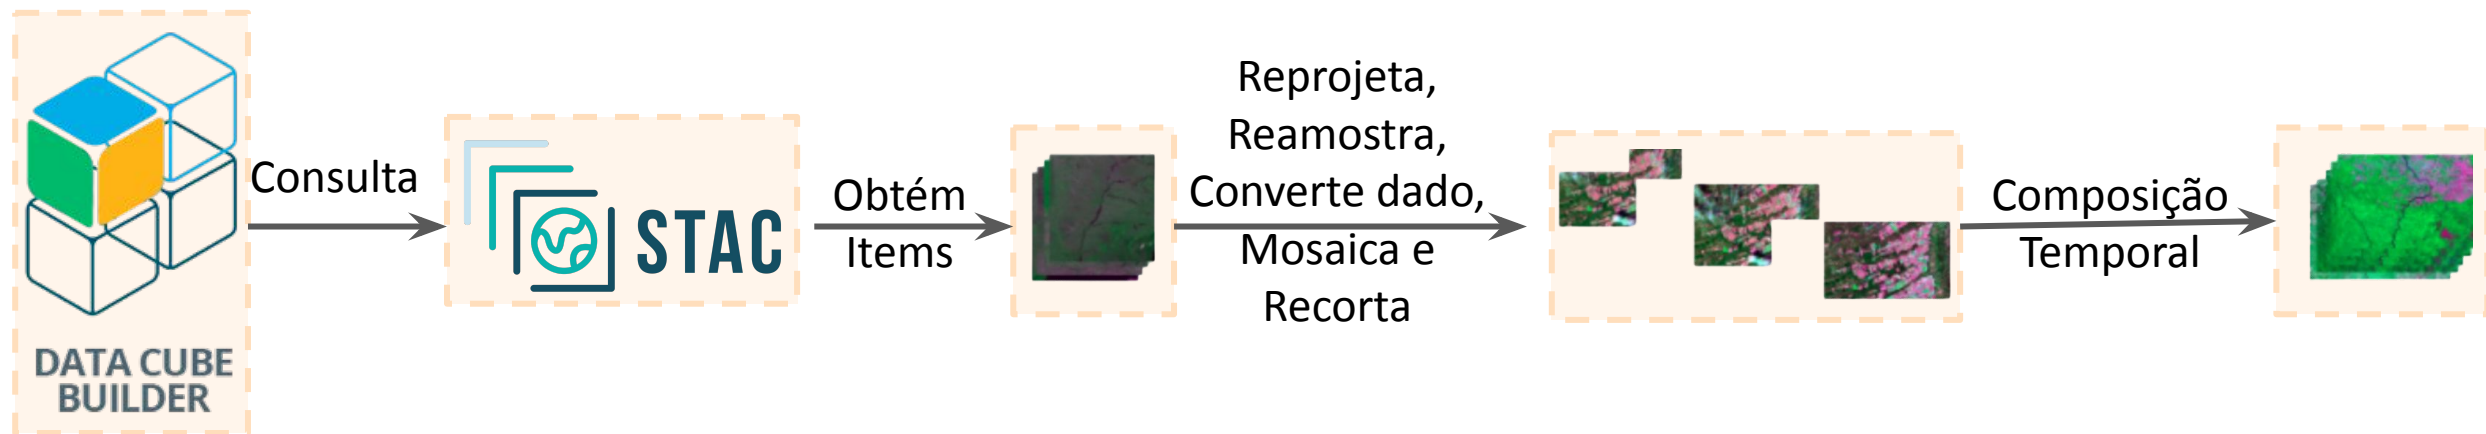 DATA CUBE
BUILDER
Consulta
STAC
Obtém
Items
Reprojeta,
Reamostra,
Converte dado,
Mosaica e
Recorta
Composição
Temporal